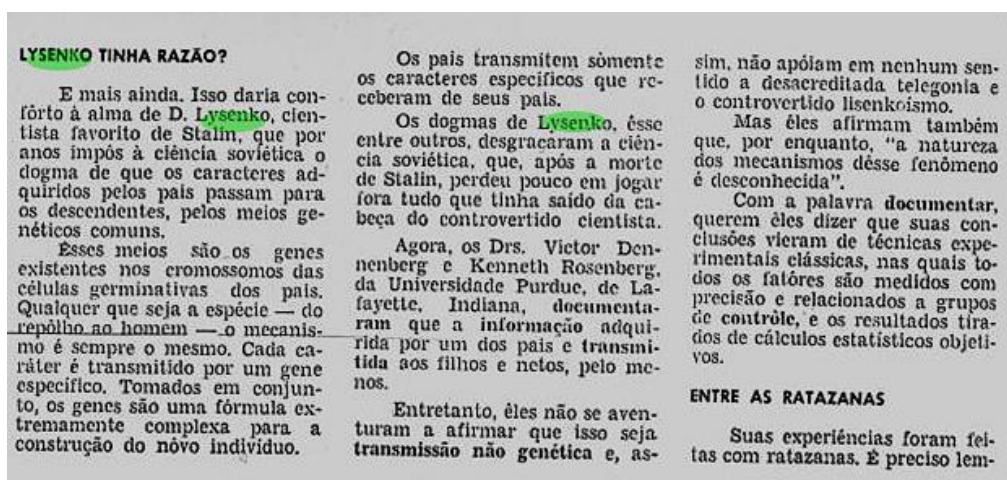 LYSENKO TINHA RAZÃO?
E mais ainda. Isso daria con-
fôrto à alma de D. Lysenko, cien-
tista favorito de Stalin, que por
anos impôs à ciência soviética o
dogma de que os caracteres ad-
quiridos pelos pais passam para
os descendentes, pelos meios ge-
néticos comuns.
Êsses meios são os genes
existentes nos cromossomos das
células germinativas dos pais.
Qualquer que seja a espécie — do
repôlho ao homem — o mecanis-
mo é sempre o mesmo. Cada ca-
ráter é transmitido por um gene
específico. Tomados em conjun-
to, os genes são uma fórmula ex-
tremamente complexa para a
construção do nôvo indivíduo.
Os pais transmitem sòmente
os caracteres específicos que re-
ceberam de seus pais.
Os dogmas de Lysenko, êsse
entre outros, desgraçaram a ciên-
cia soviética, que, após a morte
de Stalin, perdeu pouco em jogar
fora tudo que tinha saído da ca-
beça do controvertido cientista.
Agora, os Drs. Victor Den-
nenberg e Kenneth Rosenberg,
da Universidade Purdue, de La-
fayette, Indiana, documenta-
ram que a informação adqui-
rida por um dos pais e transmi-
tida aos filhos e netos, pelo me-
nos.
Entretanto, êles não se aven-
turam a afirmar que isso seja
transmissão não genética e, as-
sim, não apóiam em nenhum sen-
tido a desacreditada telegonia e
o controvertido lisenkoísmo.
Mas êles afirmam também
que, por enquanto, "a natureza
dos mecanismos dêsse fenômeno
é desconhecida".
Com a palavra documentar,
querem êles dizer que suas con-
clusões vieram de técnicas expe-
rimentais clássicas, nas quais to-
dos os fatôres são medidos com
precisão e relacionados a grupos
de contrôle, e os resultados tira-
dos de cálculos estatísticos objeti-
vos.
ENTRE AS RATAZANAS
Suas experiências foram fei-
tas com ratazanas. É preciso lem-